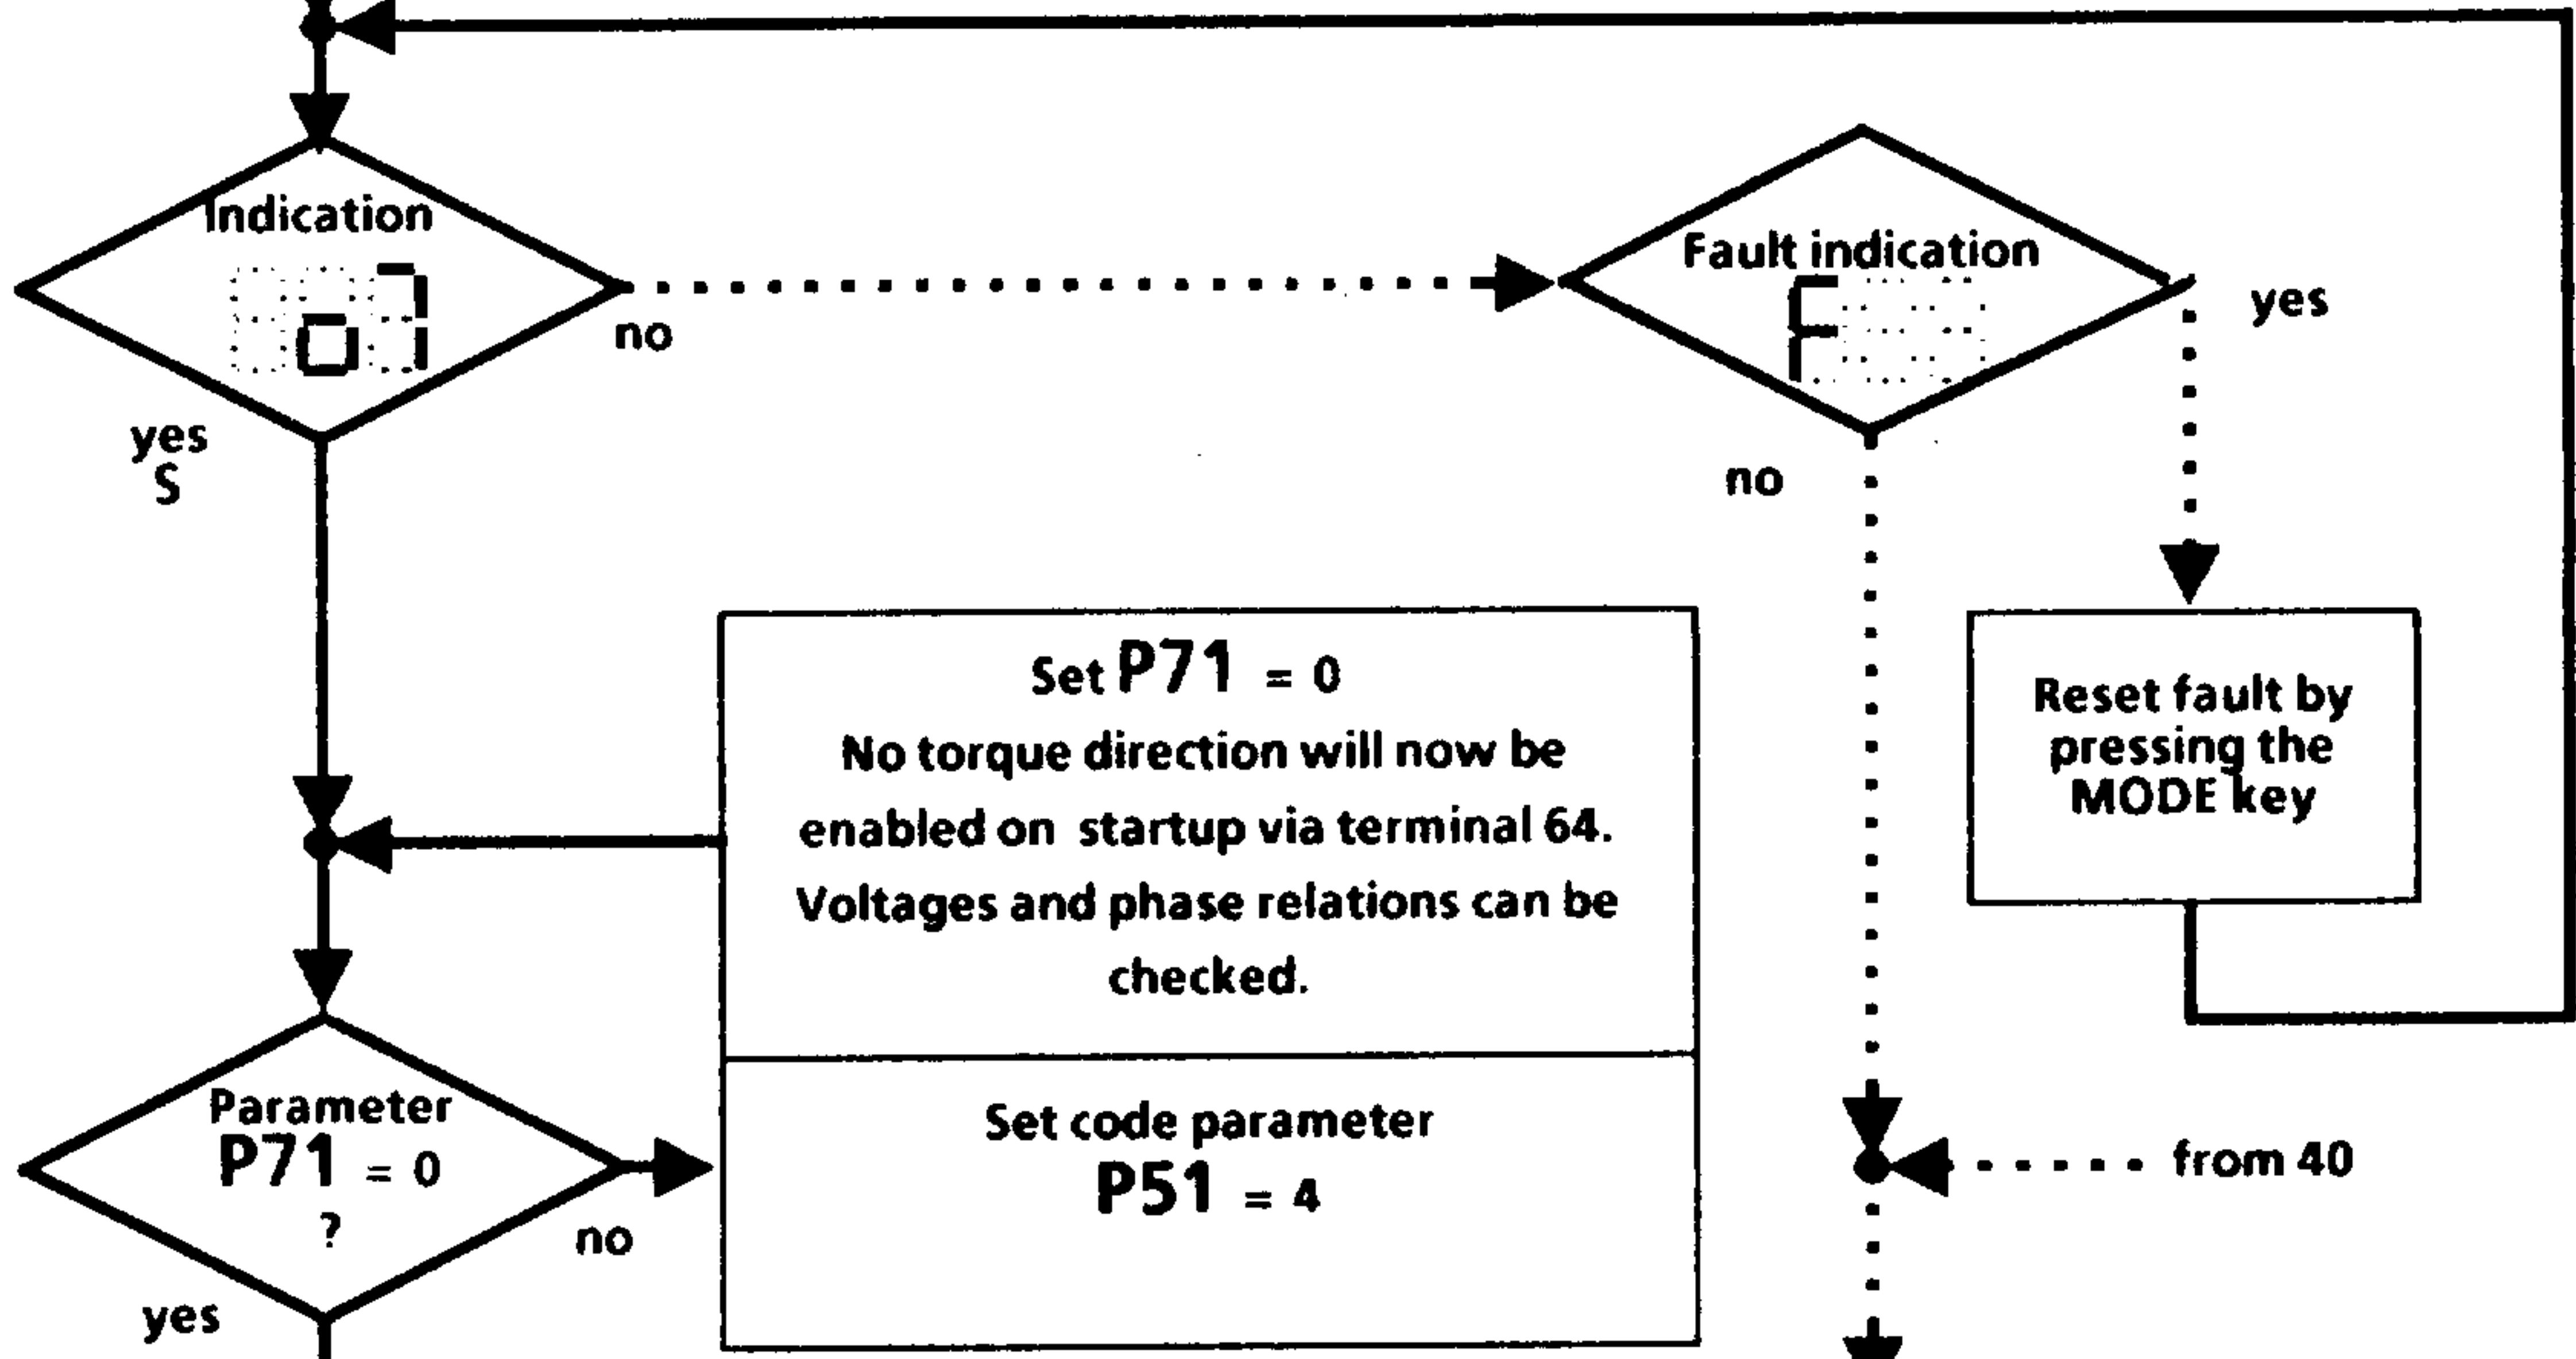 Indication
o7
no
yes
S
Fault indication
F
yes
no
Set P71 = 0
No torque direction will now be
enabled on startup via terminal 64.
Voltages and phase relations can be
checked.
Reset fault by
pressing the
MODE key
Set code parameter
P51 = 4
Parameter
P71 = 0
?
no
yes
from 40